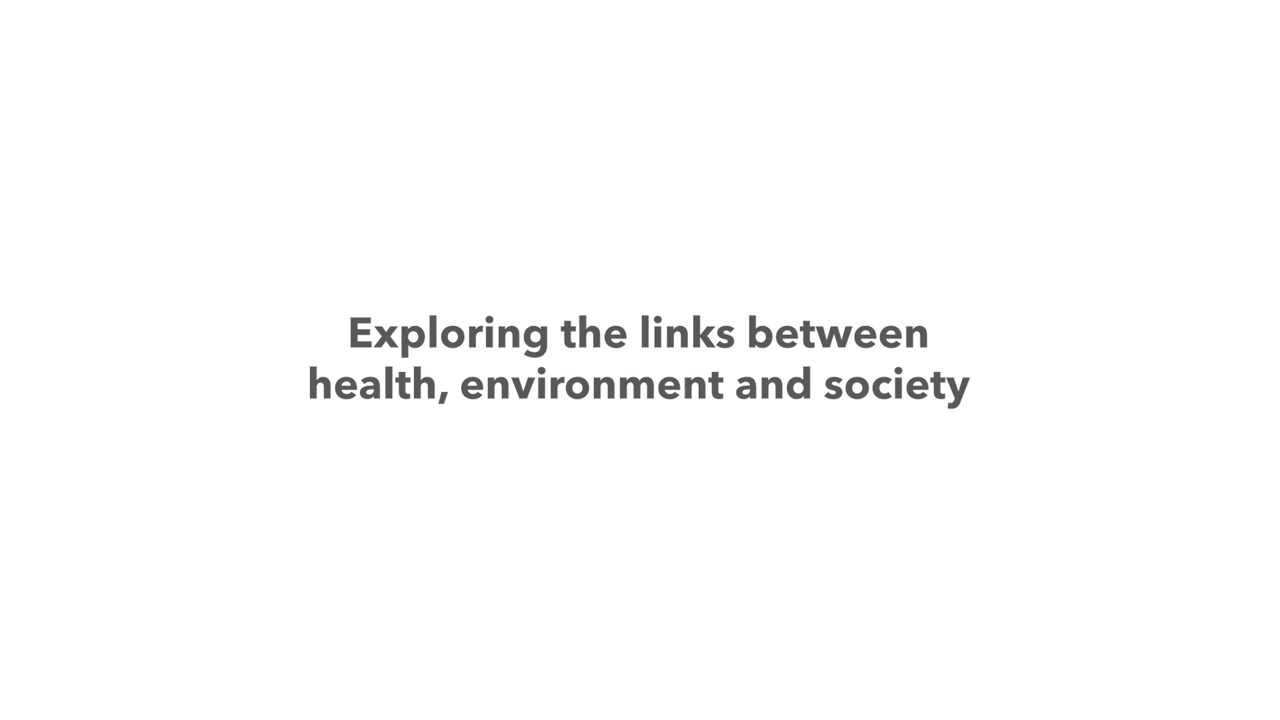 Exploring the links between
health, environment and society